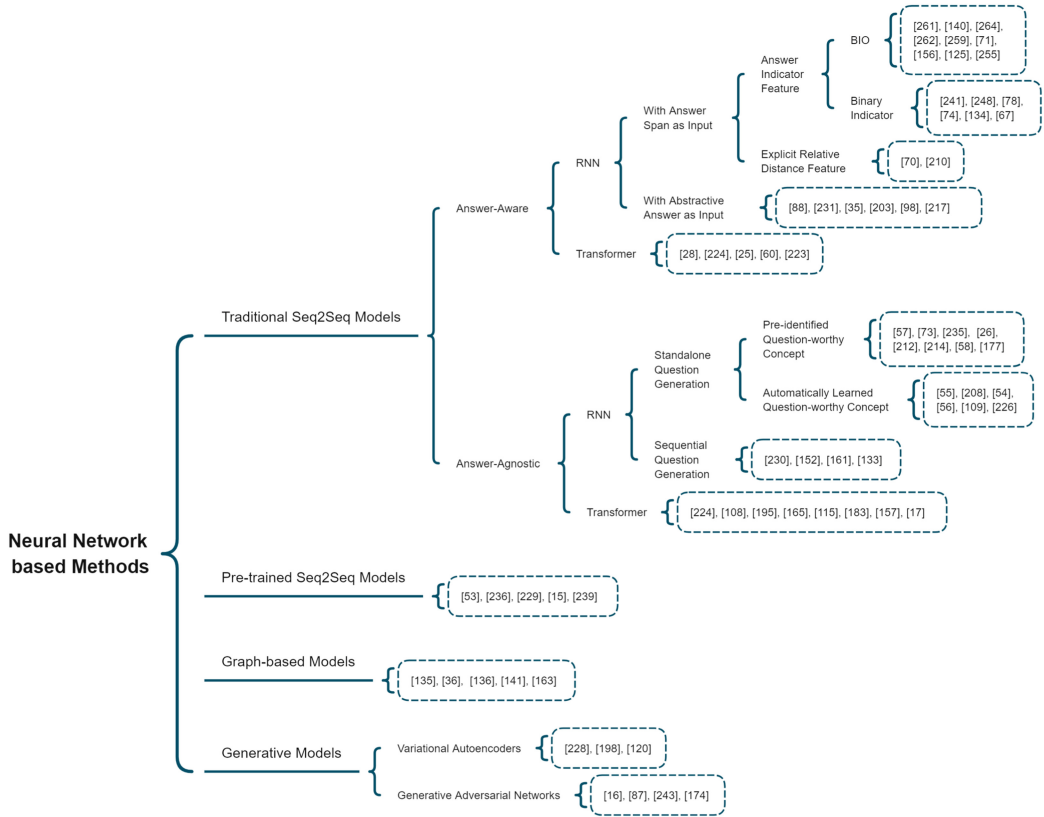 Neural Network
based Methods
Traditional Seq2Seq Models
Answer-Aware
RNN
With Answer
Span as Input
Answer
Indicator
Feature
BIO
[261], [140], [264],
[262], [259], [71],
[156], [125], [255]
Binary
Indicator
[241], [248], [78],
[74], [134], [67]
Explicit Relative
Distance Feature
[70], [210]
With Abstractive
Answer as Input
[88], [231], [35], [203], [98], [217]
Transformer
[28], [224], [25], [60], [223]
Answer-Agnostic
RNN
Standalone
Question
Generation
Pre-identified
Question-worthy
Concept
[57], [73], [235], [26],
[212], [214], [58], [177]
Automatically Learned
Question-worthy Concept
[55], [208], [54],
[56], [109], [226]
Sequential
Question
Generation
[230], [152], [161], [133]
Transformer
[224], [108], [195], [165], [115], [183], [157], [17]
Pre-trained Seq2Seq Models
[53], [236], [229], [15], [239]
Graph-based Models
[135], [36], [136], [141], [163]
Generative Models
Variational Autoencoders
[228], [198], [120]
Generative Adversarial Networks
[16], [87], [243], [174]